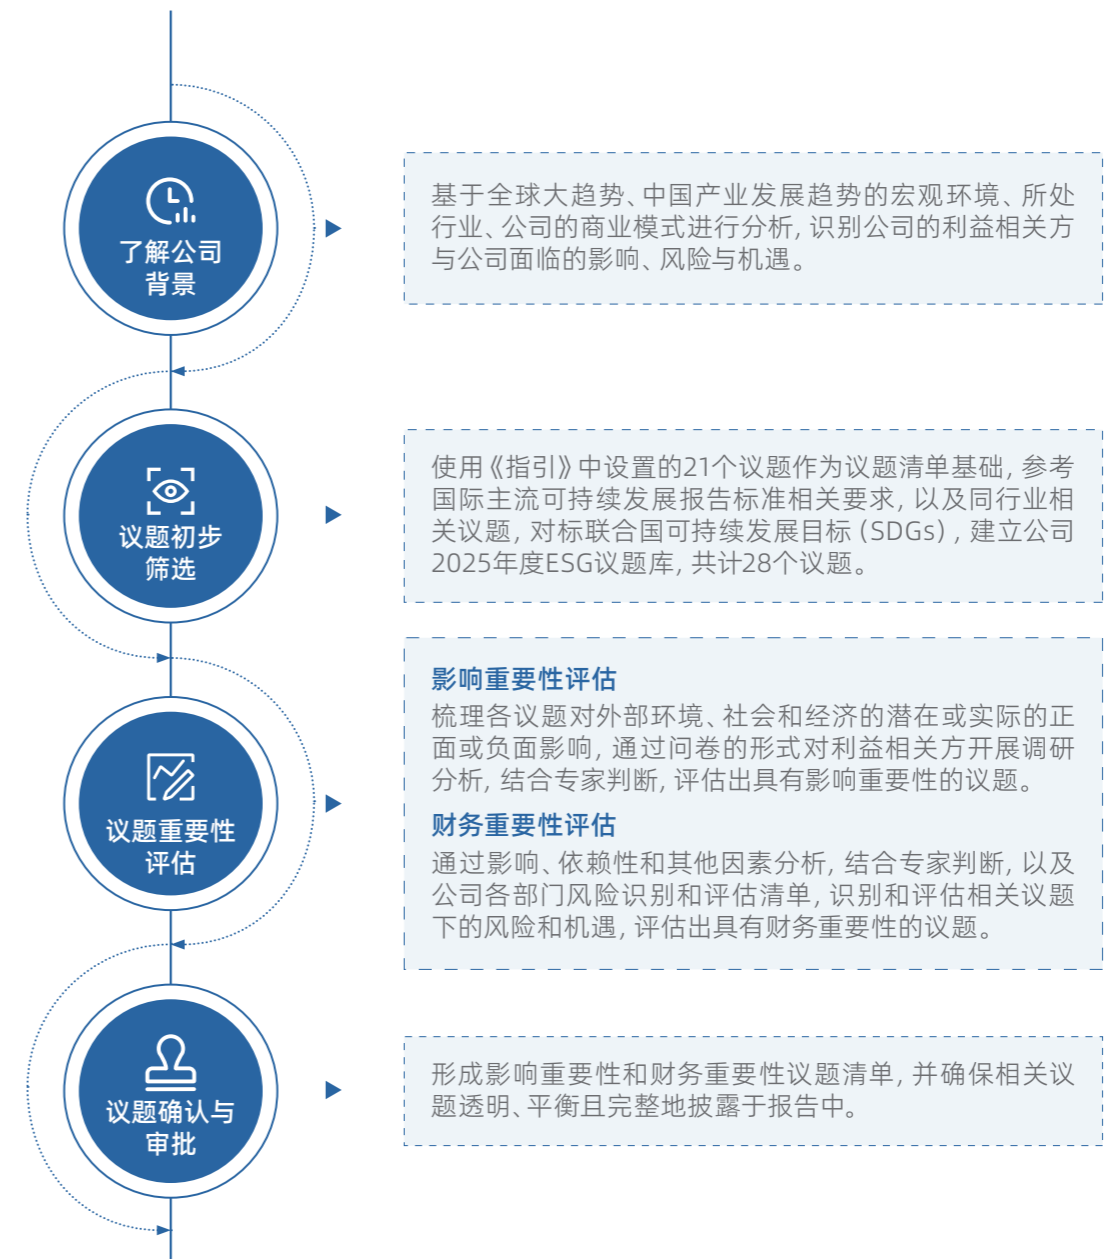 了解公司
背景
基于全球大趋势、中国产业发展趋势的宏观环境、所处
行业、公司的商业模式进行分析,识别公司的利益相关方
与公司面临的影响、风险与机遇。
议题初步
筛选
使用《指引》中设置的21个议题作为议题清单基础,参考
国际主流可持续发展报告标准相关要求,以及同行业相
关议题,对标联合国可持续发展目标(SDGs),建立公司
2025年度ESG议题库,共计28个议题。
议题重要性
评估
影响重要性评估
梳理各议题对外部环境、社会和经济的潜在或实际的正
面或负面影响,通过问卷的形式对利益相关方开展调研
分析,结合专家判断,评估出具有影响重要性的议题。
财务重要性评估
通过影响、依赖性和其他因素分析,结合专家判断,以及
公司各部门风险识别和评估清单,识别和评估相关议题
下的风险和机遇,评估出具有财务重要性的议题。
议题确认与
审批
形成影响重要性和财务重要性议题清单,并确保相关议
题透明、平衡且完整地披露于报告中。